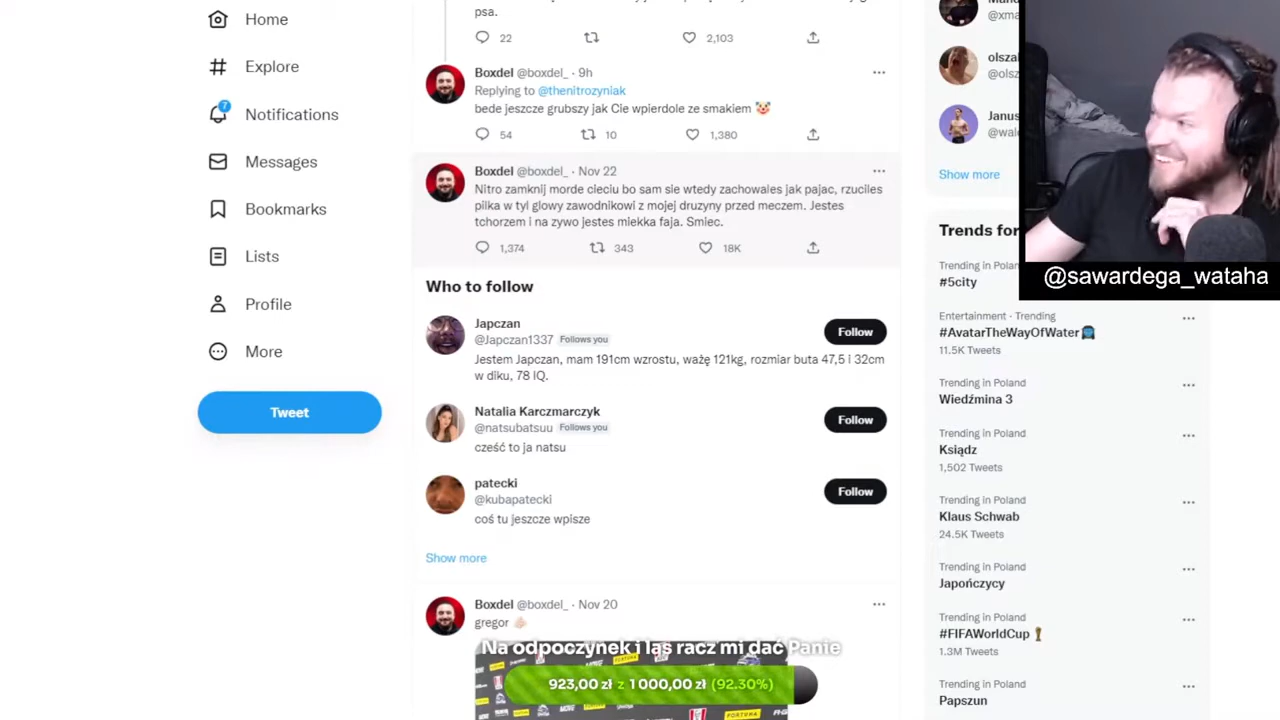 Home
Explore
7
Notifications
Messages
Bookmarks
Lists
Profile
More
Tweet
psa.
22
2,103
Boxdel @boxdel_ · 9h
Replying to @thenitrozyniak
bede jeszcze grubszy jak Cie wpierdole ze smakiem 🤡
54
10
1,380
Boxdel @boxdel_ · Nov 22
Nitro zamknij morde cieciu bo sam sie wtedy zachowales jak pajac, rzuciles
pilka w tyl glowy zawodnikowi z mojej druzyny przed meczem. Jestes
tchorzem i na zywo jestes miekka faja. Smiec.
1,374
343
18K
Who to follow
Japczan
@Japczan1337 Follows you
Follow
Jestem Japczan, mam 191cm wzrostu, ważę 121kg, rozmiar buta 47,5 i 32cm
w diku, 78 IQ.
Natalia Karczmarczyk
@natsubatsuu Follows you
Follow
cześć to ja natsu
patecki
@kubapatecki
Follow
coś tu jeszcze wpisze
Show more
Boxdel @boxdel_ · Nov 20
gregor
Na odpoczynek i las racz mi dać Panie
923,00 zł z 1 000,00 zł (92.30%)
FORTUNA
KFC
FORTUNA
@xma
olszal
@olsz
Janus
@wal
Show more
@sawardega_wataha
Trends for
Trending in Poland
#5city
Entertainment · Trending
#AvatarTheWayOfWater
11.5K Tweets
Trending in Poland
Wiedźmina 3
Trending in Poland
Ksiądz
1,502 Tweets
Trending in Poland
Klaus Schwab
24.5K Tweets
Trending in Poland
Japończycy
Trending in Poland
#FIFAWorldCup 🏆
1.3M Tweets
Trending in Poland
Papszun